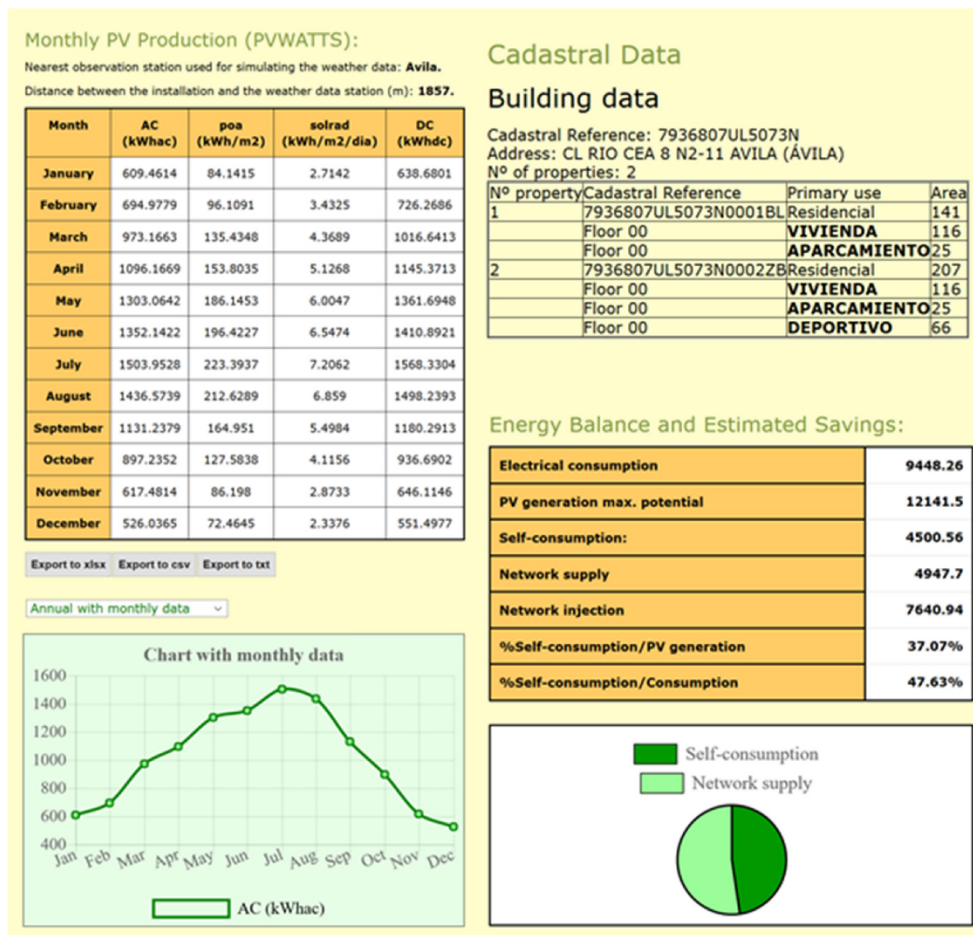 Monthly PV Production (PVWATTS):
Nearest observation station used for simulating the weather data: Avila.
Distance between the installation and the weather data station (m): 1857.
Month AC (kWhac) poa (kWh/m2) solrad (kWh/m2/dia) DC (kWhdc)
January 609.4614 84.1415 2.7142 638.6801
February 694.9779 96.1091 3.4325 726.2686
March 973.1663 135.4348 4.3689 1016.6413
April 1096.1669 153.8035 5.1268 1145.3713
May 1303.0642 186.1453 6.0047 1361.6948
June 1352.1422 196.4227 6.5474 1410.8921
July 1503.9528 223.3937 7.2062 1568.3304
August 1436.5739 212.6289 6.859 1498.2393
September 1131.2379 164.951 5.4984 1180.2913
October 897.2352 127.5838 4.1156 936.6902
November 617.4814 86.198 2.8733 646.1146
December 526.0365 72.4645 2.3376 551.4977
Export to xlsx Export to csv Export to txt
Annual with monthly data
Chart with monthly data
1600
1400
1200
1000
800
600
400
Jan Feb Mar Apr May Jun Jul Aug Sep Oct Nov Dec
AC (kWhac)
Cadastral Data
Building data
Cadastral Reference: 7936807UL5073N
Address: CL RIO CEA 8 N2-11 AVILA (ÁVILA)
Nº of properties: 2
Nº property Cadastral Reference Primary use Area
1 7936807UL5073N0001BL Residencial 141
Floor 00 VIVIENDA 116
Floor 00 APARCAMIENTO 25
2 7936807UL5073N0002ZB Residencial 207
Floor 00 VIVIENDA 116
Floor 00 APARCAMIENTO 25
Floor 00 DEPORTIVO 66
Energy Balance and Estimated Savings:
Electrical consumption 9448.26
PV generation max. potential 12141.5
Self-consumption: 4500.56
Network supply 4947.7
Network injection 7640.94
%Self-consumption/PV generation 37.07%
%Self-consumption/Consumption 47.63%
Self-consumption
Network supply